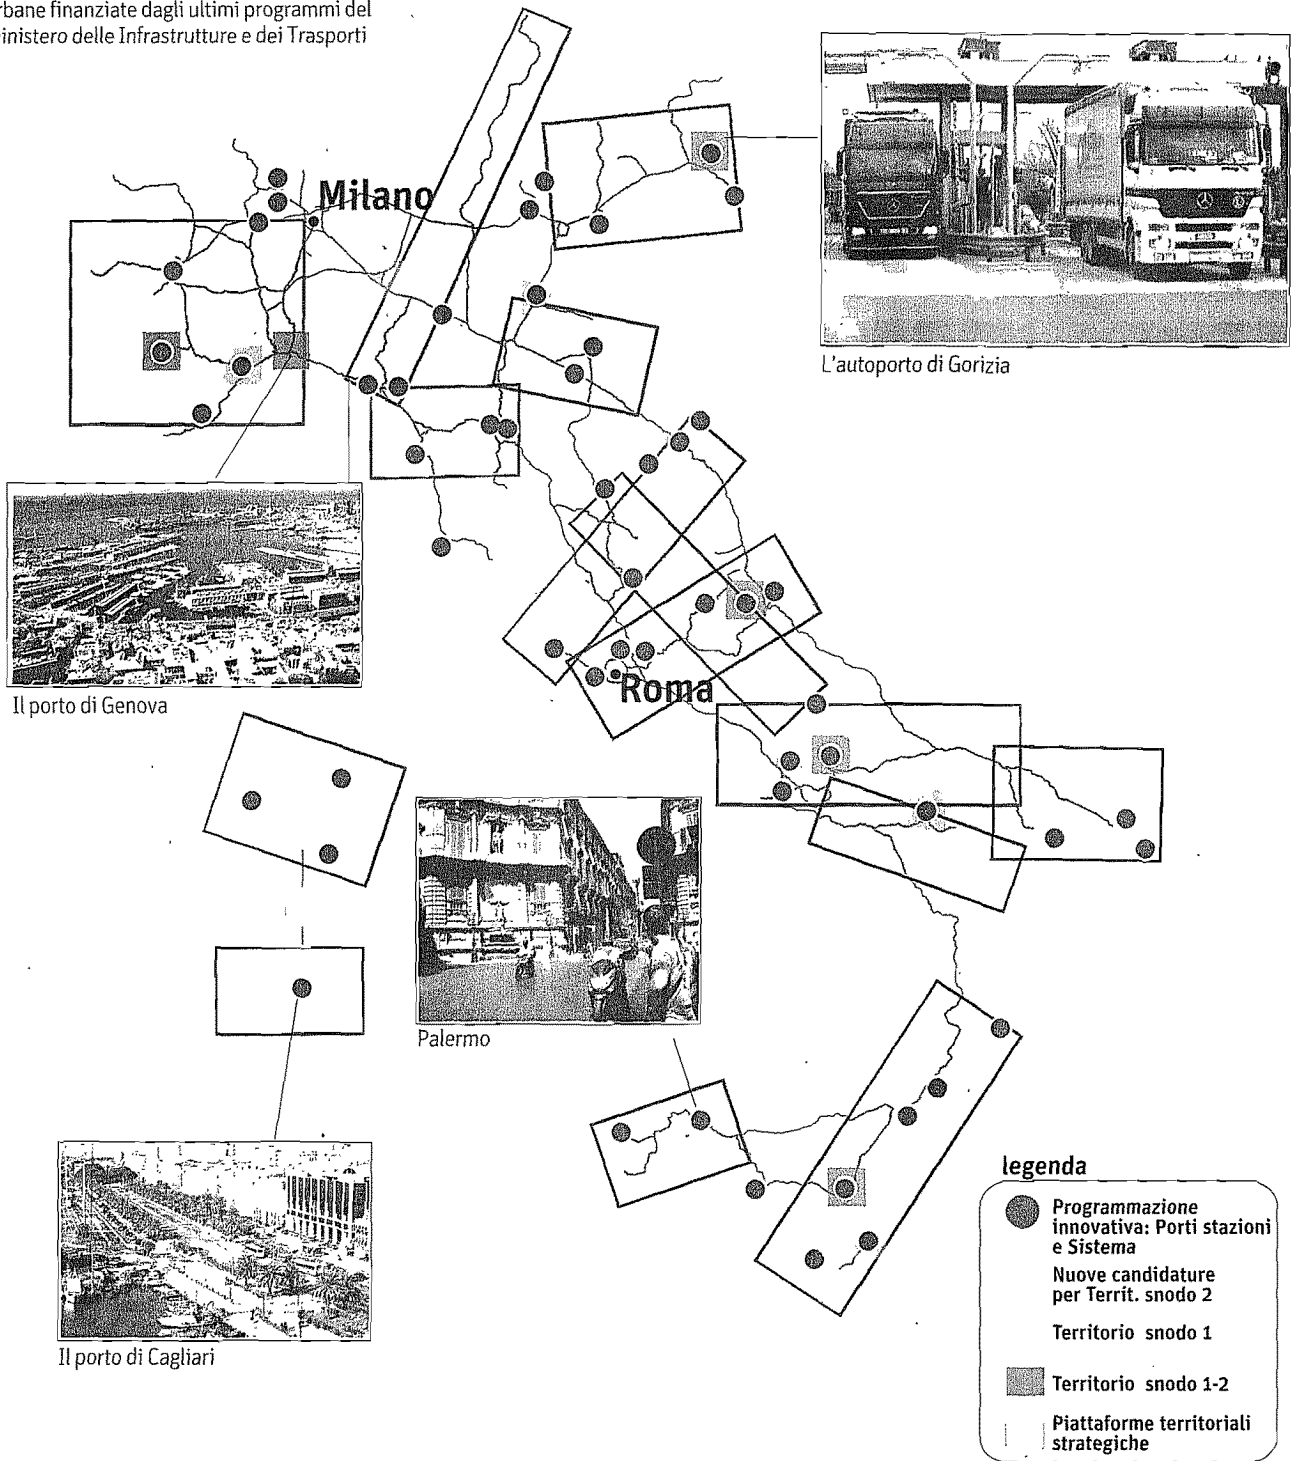 rbane finanziate dagli ultimi programmi del
inistero delle Infrastrutture e dei Trasporti
Milano
L'autoporto di Gorizia
Il porto di Genova
Roma
Palermo
Il porto di Cagliari
legenda
Programmazione
innovativa: Porti stazioni
e Sistema
Nuove candidature
per Territ. snodo 2
Territorio snodo 1
Territorio snodo 1-2
Piattaforme territoriali
strategiche